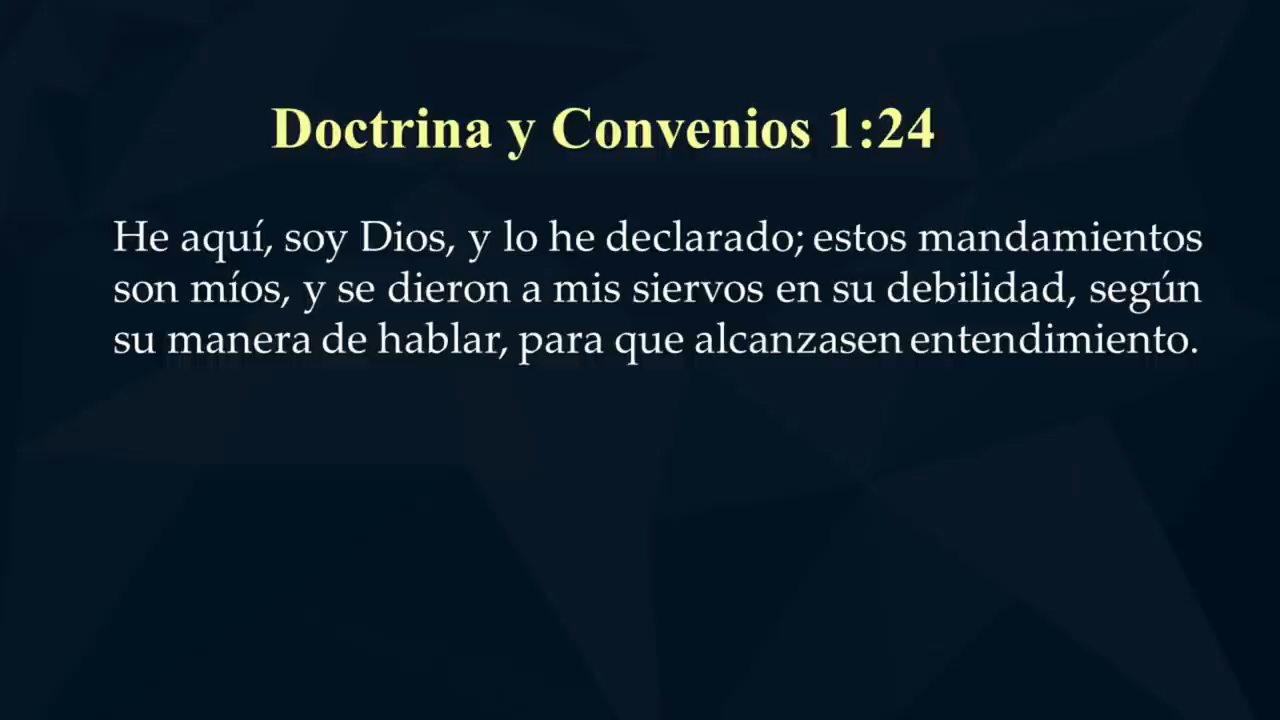 Doctrina y Convenios 1:24
He aquí, soy Dios, y lo he declarado; estos mandamientos
son míos, y se dieron a mis siervos en su debilidad, según
su manera de hablar, para que alcanzasen entendimiento.